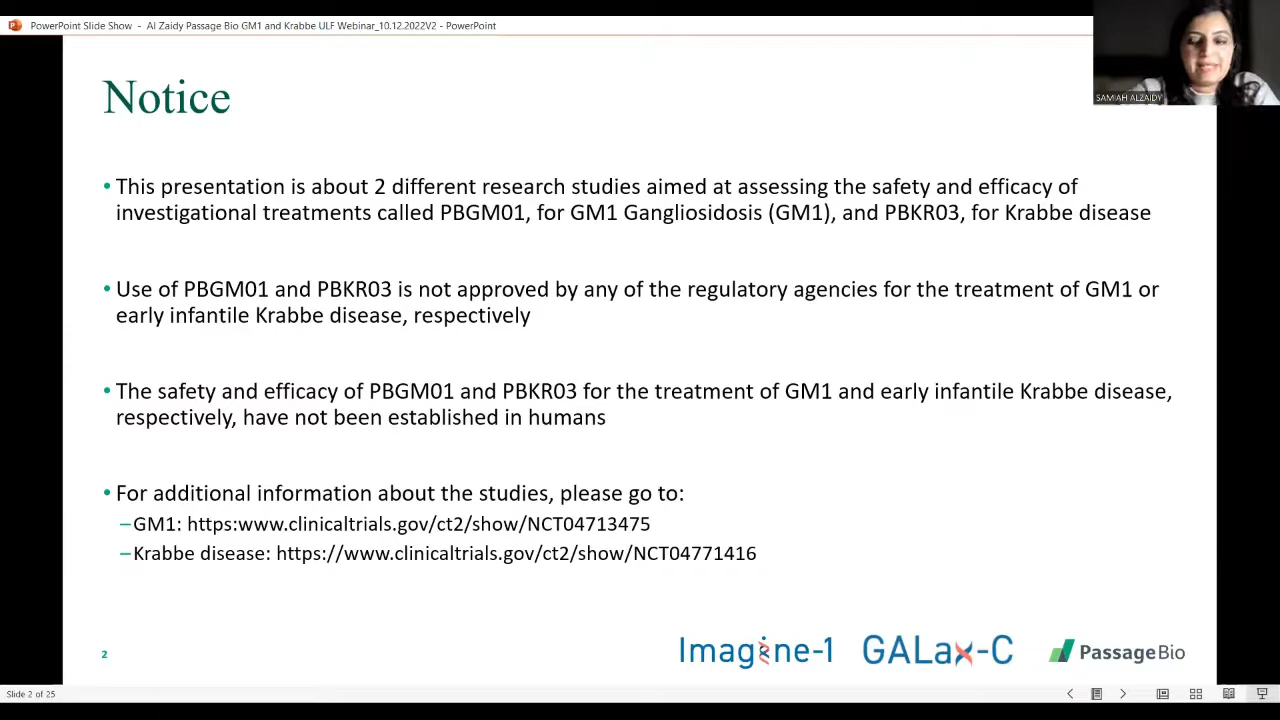 PowerPoint Slide Show - Al Zaidy Passage Bio GM1 and Krabbe ULF Webinar_10.12.2022V2 - PowerPoint
SAMIAH ALZAIDY
Notice
• This presentation is about 2 different research studies aimed at assessing the safety and efficacy of
investigational treatments called PBGM01, for GM1 Gangliosidosis (GM1), and PBKR03, for Krabbe disease
• Use of PBGM01 and PBKR03 is not approved by any of the regulatory agencies for the treatment of GM1 or
early infantile Krabbe disease, respectively
• The safety and efficacy of PBGM01 and PBKR03 for the treatment of GM1 and early infantile Krabbe disease,
respectively, have not been established in humans
• For additional information about the studies, please go to:
–GM1: https:www.clinicaltrials.gov/ct2/show/NCT04713475
–Krabbe disease: https://www.clinicaltrials.gov/ct2/show/NCT04771416
2
Imagine-1
GALax-C
PassageBio
Slide 2 of 25